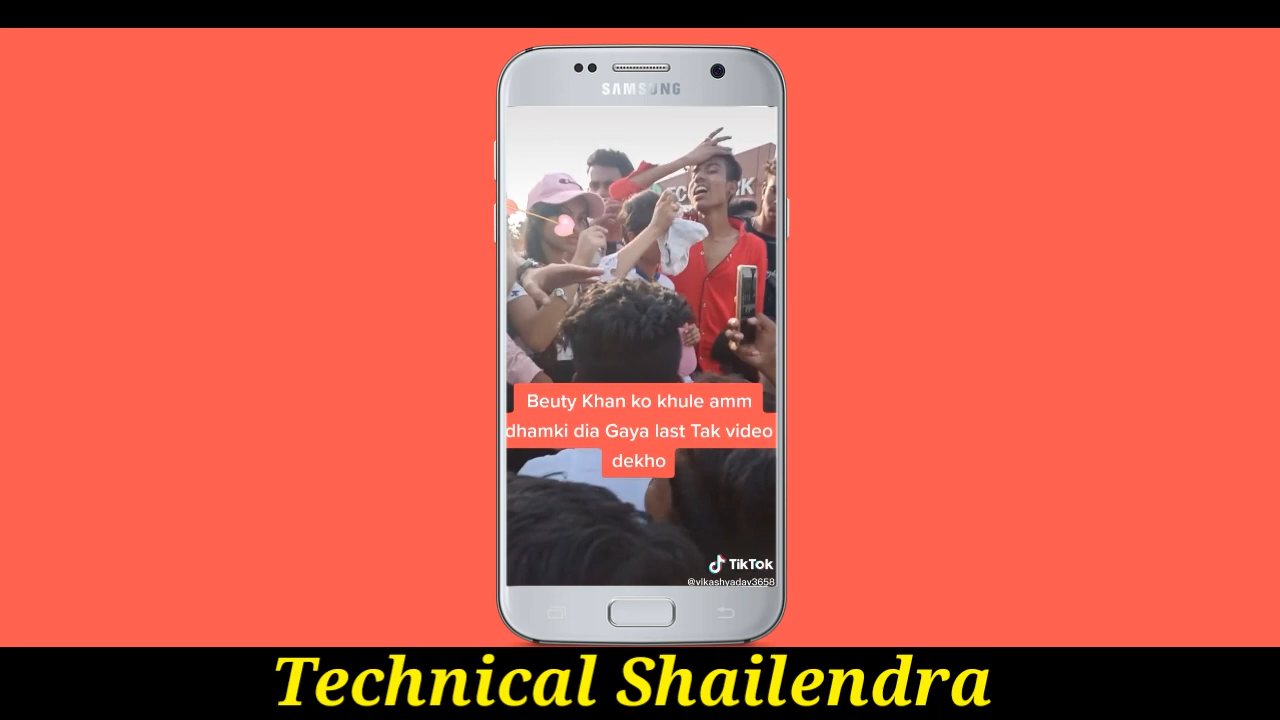 SAMSUNG
Beuty Khan ko khule amm
dhamki dia Gaya last Tak video
dekho
TikTok
@vikashyadav3658
Technical Shailendra